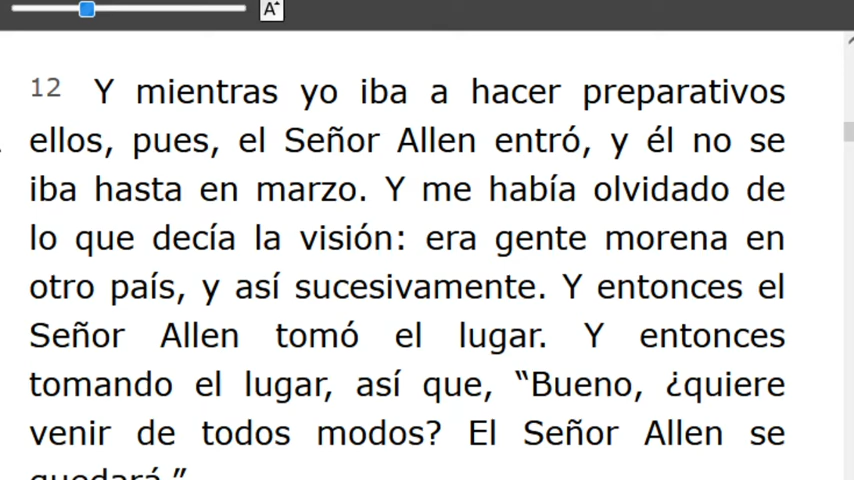 A
12 Y mientras yo iba a hacer preparativos
ellos, pues, el Señor Allen entró, y él no se
iba hasta en marzo. Y me había olvidado de
lo que decía la visión: era gente morena en
otro país, y así sucesivamente. Y entonces el
Señor Allen tomó el lugar. Y entonces
tomando el lugar, así que, “Bueno, ¿quiere
venir de todos modos? El Señor Allen se
quedará.”